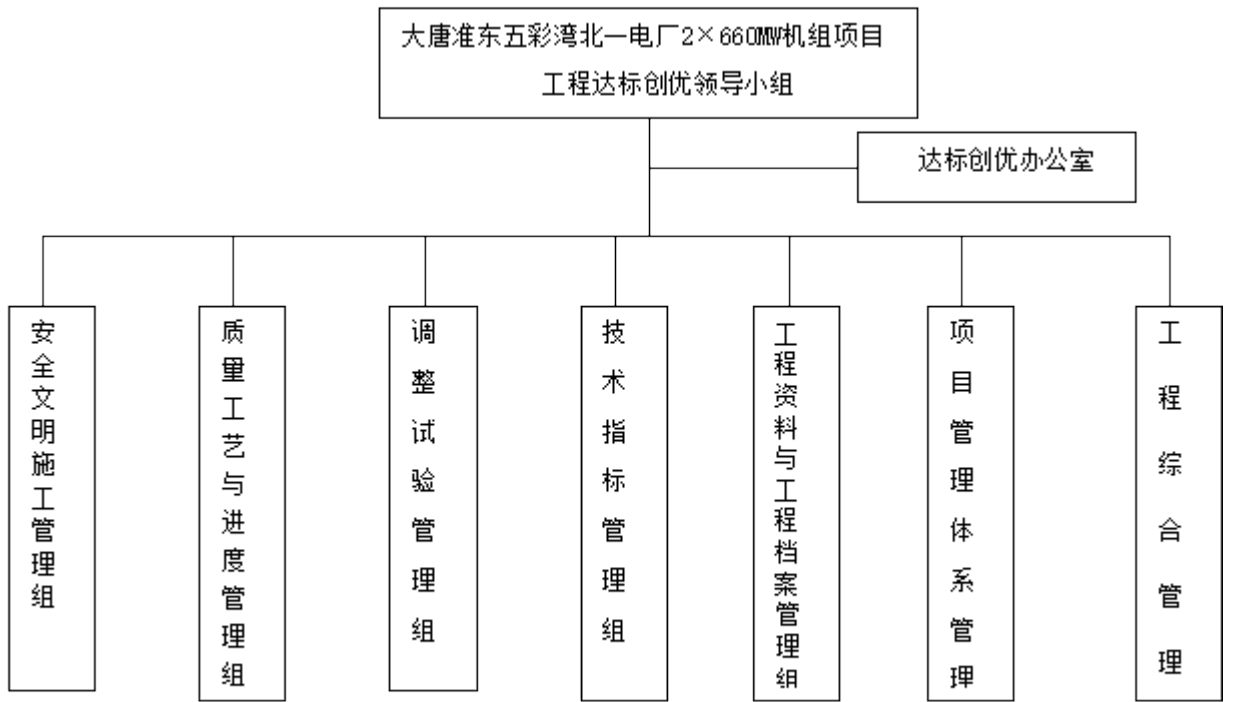 大唐准东五彩湾北一电厂2×660MW机组项目
工程达标创优领导小组
达标创优办公室
安全文明施工管理组
质量工艺与进度管理组
调整试验管理组
技术指标管理组
工程资料与工程档案管理组
项目管理体系管理
工程综合管理